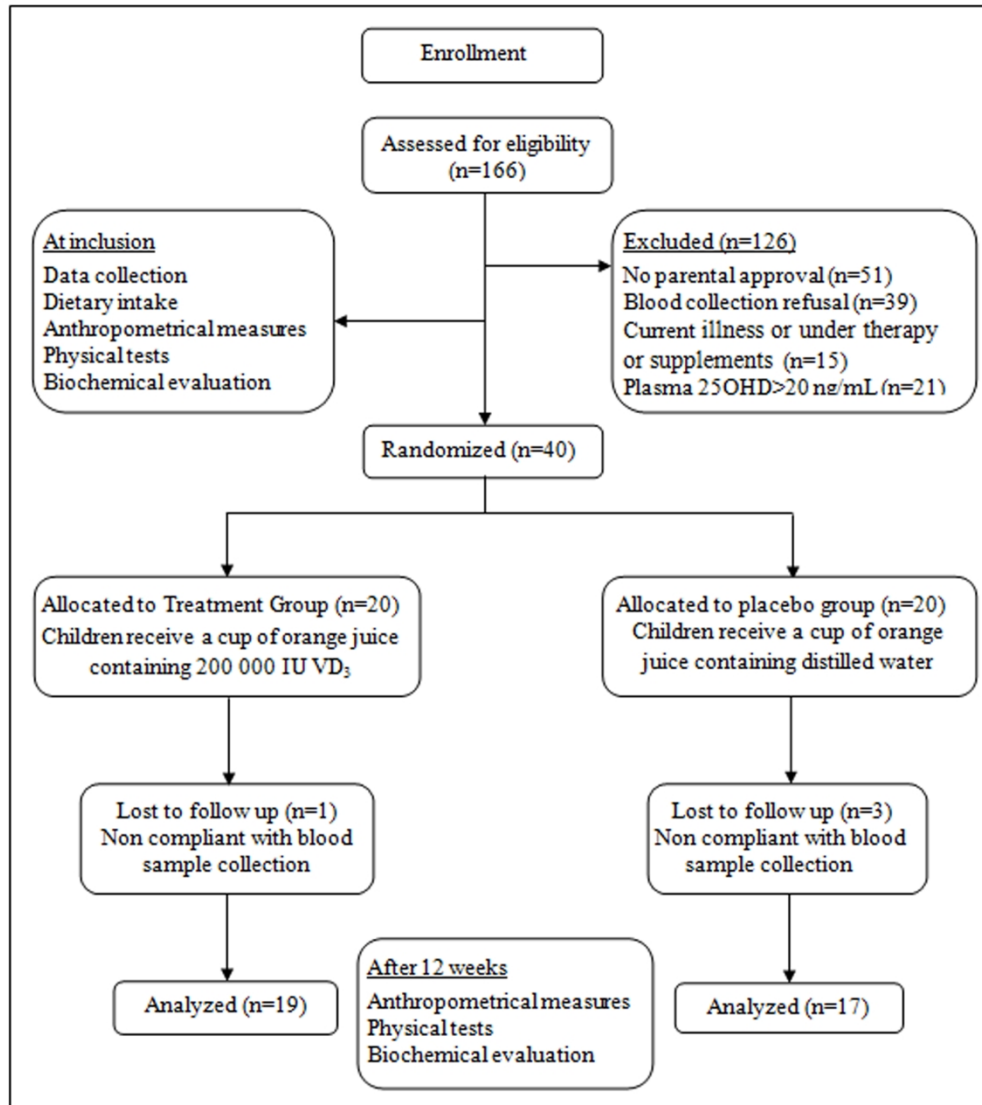 Enrollment
Assessed for eligibility
(n=166)
At inclusion
Data collection
Dietary intake
Anthropometrical measures
Physical tests
Biochemical evaluation
Excluded (n=126)
No parental approval (n=51)
Blood collection refusal (n=39)
Current illness or under therapy
or supplements (n=15)
Plasma 25OHD>20 ng/mL (n=21)
Randomized (n=40)
Allocated to Treatment Group (n=20)
Children receive a cup of orange juice
containing 200 000 IU VD₃
Allocated to placebo group (n=20)
Children receive a cup of orange
juice containing distilled water
Lost to follow up (n=1)
Non compliant with blood
sample collection
Lost to follow up (n=3)
Non compliant with blood
sample collection
Analyzed (n=19)
After 12 weeks
Anthropometrical measures
Physical tests
Biochemical evaluation
Analyzed (n=17)